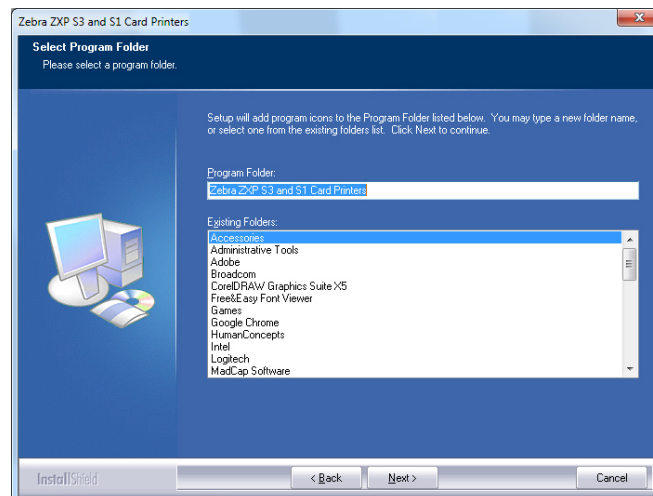 Zebra ZXP S3 and S1 Card Printers
Select Program Folder
Please select a program folder.
Setup will add program icons to the Program Folder listed below. You may type a new folder name,
or select one from the existing folders list. Click Next to continue.
Program Folder:
Zebra ZXP S3 and S1 Card Printers
Existing Folders:
Accessories
Administrative Tools
Adobe
Broadcom
CorelDRAW Graphics Suite X5
Free&Easy Font Viewer
Games
Google Chrome
HumanConcepts
Intel
Logitech
MadCap Software
InstallShield
< Back
Next >
Cancel